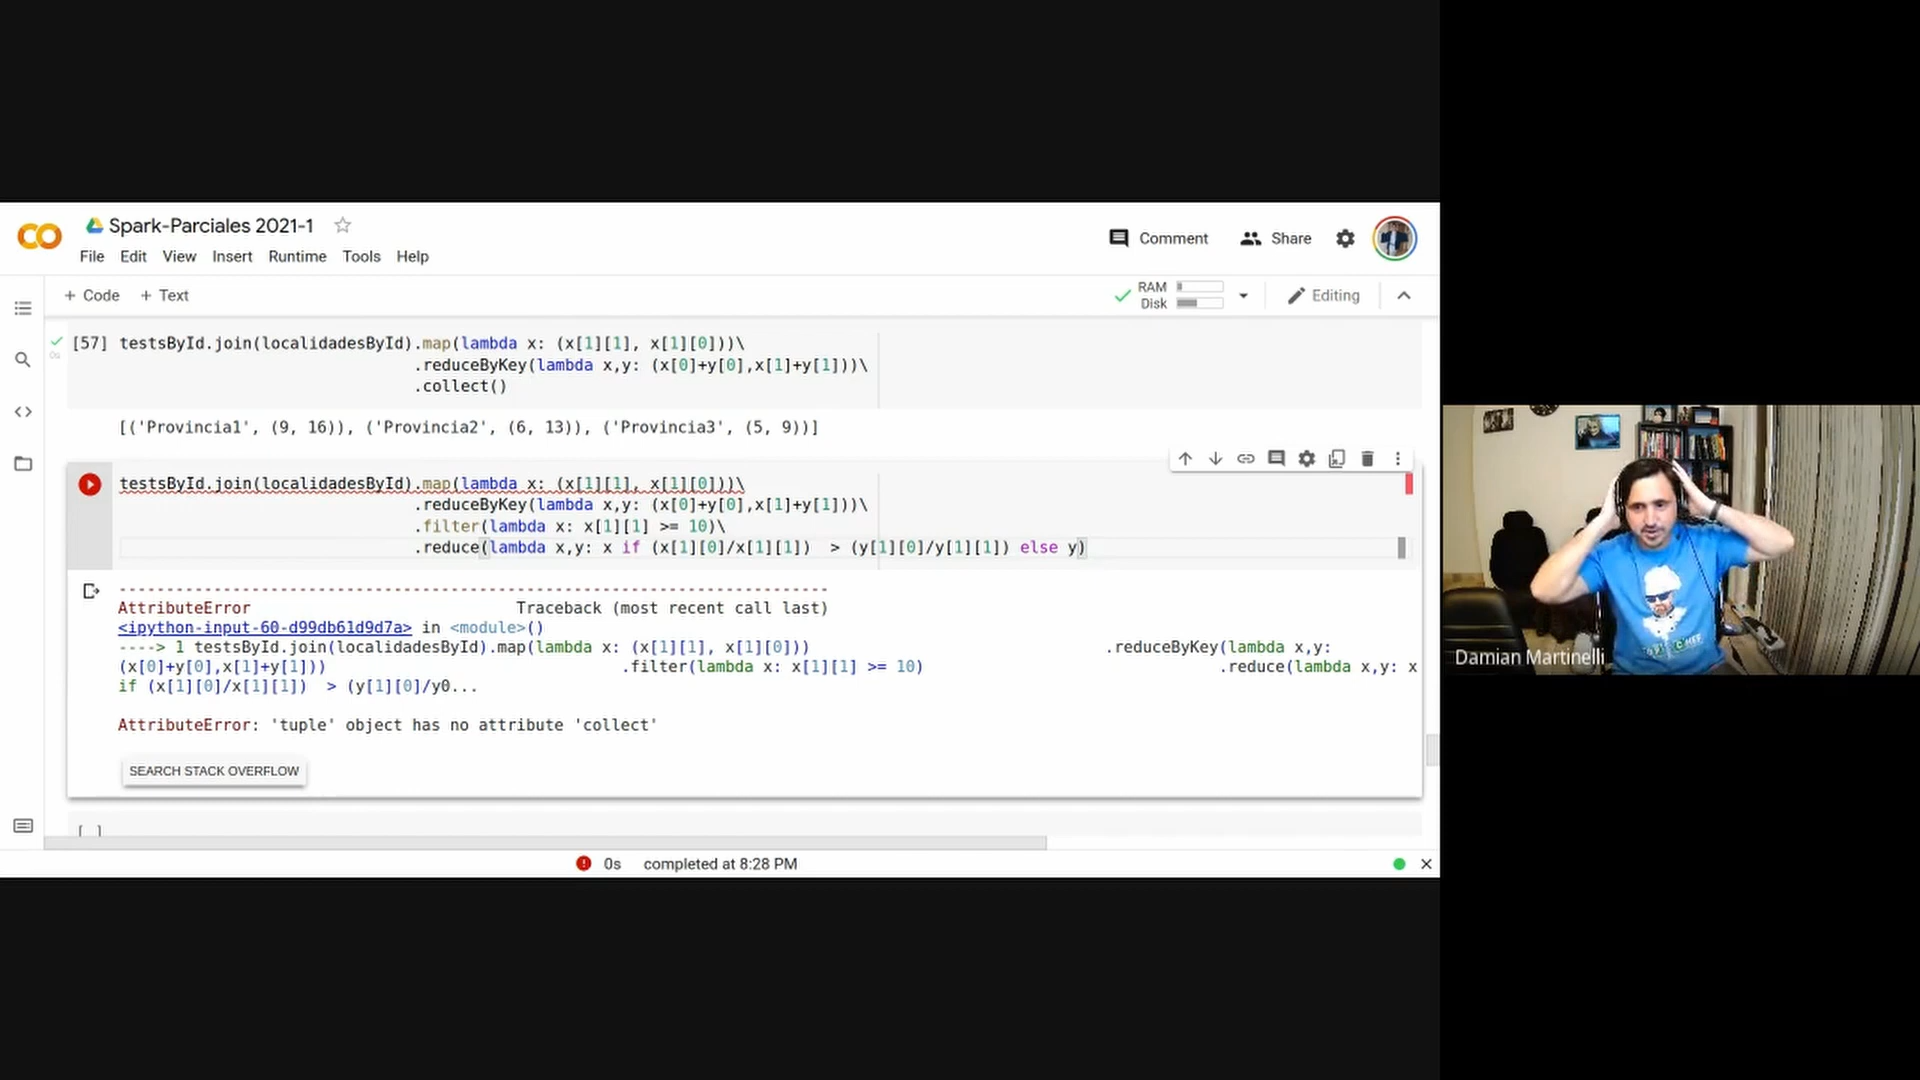 Spark-Parciales 2021-1
File Edit View Insert Runtime Tools Help
Comment Share
+ Code + Text
RAM
Disk
Editing
[57] testsById.join(localidadesById).map(lambda x: (x[1][1], x[1][0]))\
.reduceByKey(lambda x,y: (x[0]+y[0],x[1]+y[1]))\
.collect()
0s
[('Provincia1', (9, 16)), ('Provincia2', (6, 13)), ('Provincia3', (5, 9))]
testsById.join(localidadesById).map(lambda x: (x[1][1], x[1][0]))\
.reduceByKey(lambda x,y: (x[0]+y[0],x[1]+y[1]))\
.filter(lambda x: x[1][1] >= 10)\
.reduce(lambda x,y: x if (x[1][0]/x[1][1])  > (y[1][0]/y[1][1]) else y)
---------------------------------------------------------------------------
AttributeError Traceback (most recent call last)
<ipython-input-60-d99db61d9d7a> in <module>()
----> 1 testsById.join(localidadesById).map(lambda x: (x[1][1], x[1][0])) .reduceByKey(lambda x,y:
(x[0]+y[0],x[1]+y[1])) .filter(lambda x: x[1][1] >= 10) .reduce(lambda x,y: x
if (x[1][0]/x[1][1])  > (y[1][0]/y0...
AttributeError: 'tuple' object has no attribute 'collect'
SEARCH STACK OVERFLOW
[ ]
0s completed at 8:28 PM
Damian Martinelli